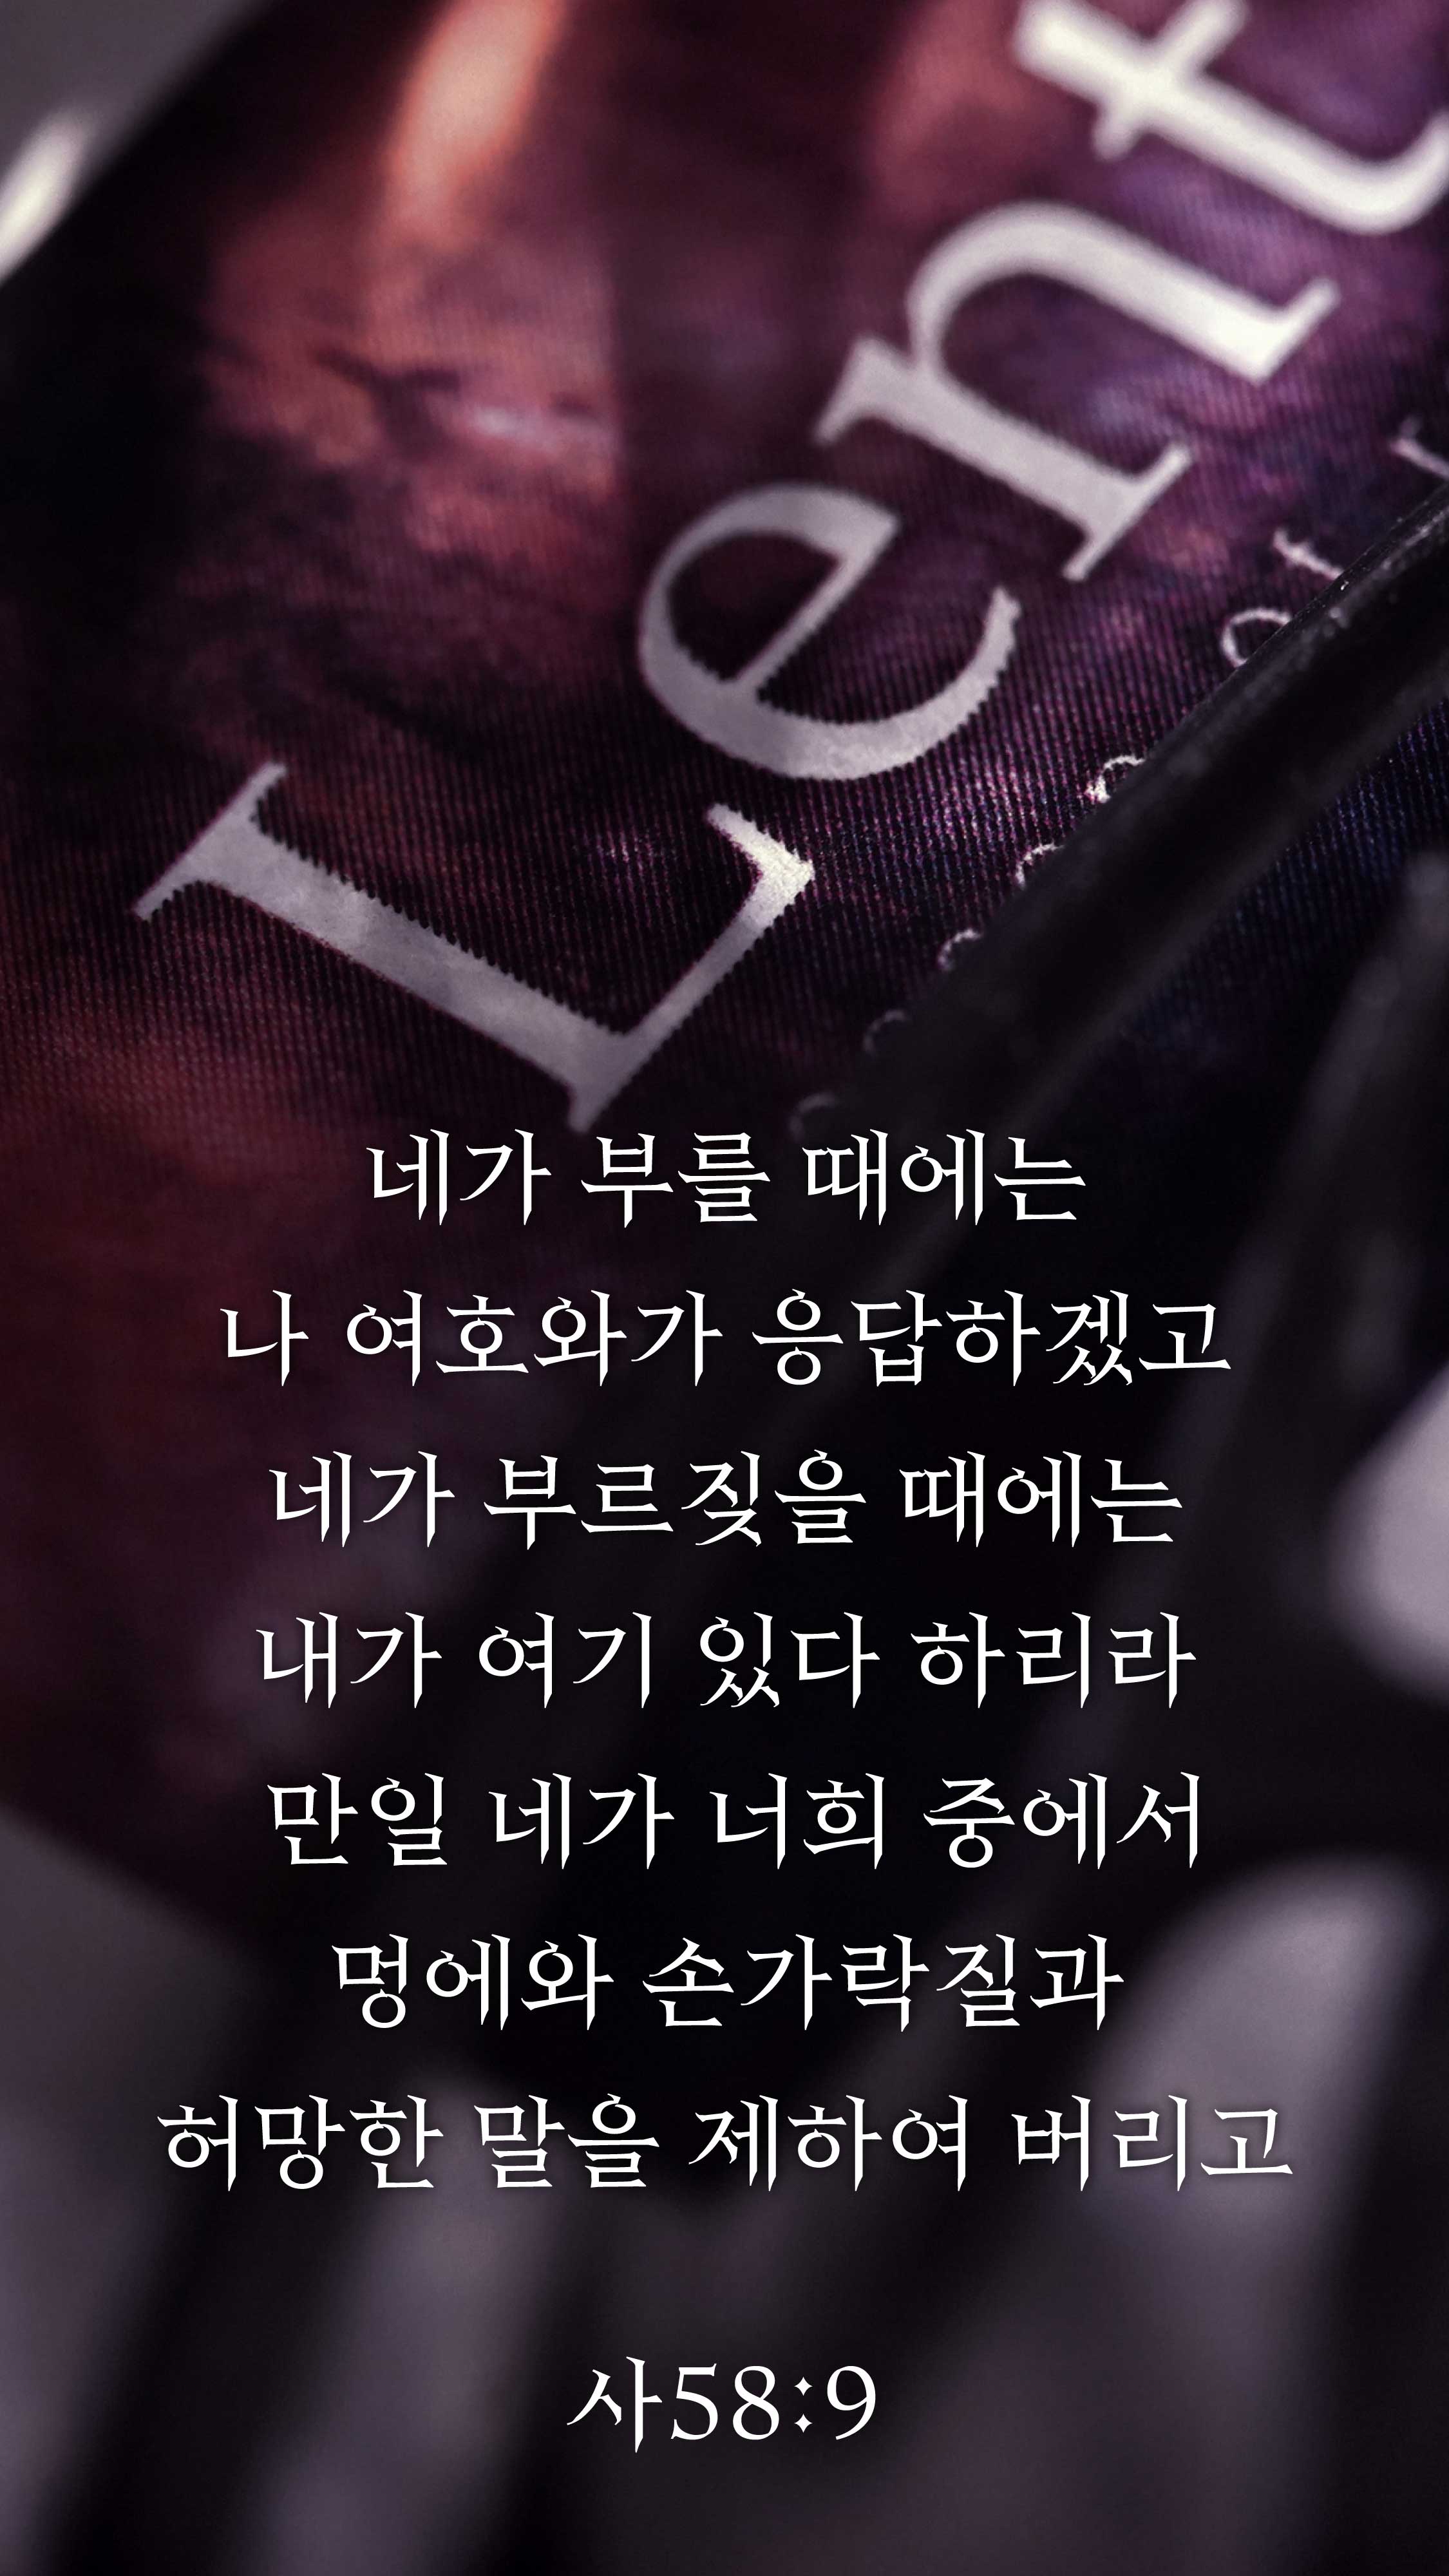 Lent
네가 부를 때에는
나 여호와가 응답하겠고
네가 부르짖을 때에는
내가 여기 있다 하리라
만일 네가 너희 중에서
멍에와 손가락질과
허망한 말을 제하여 버리고
사58:9